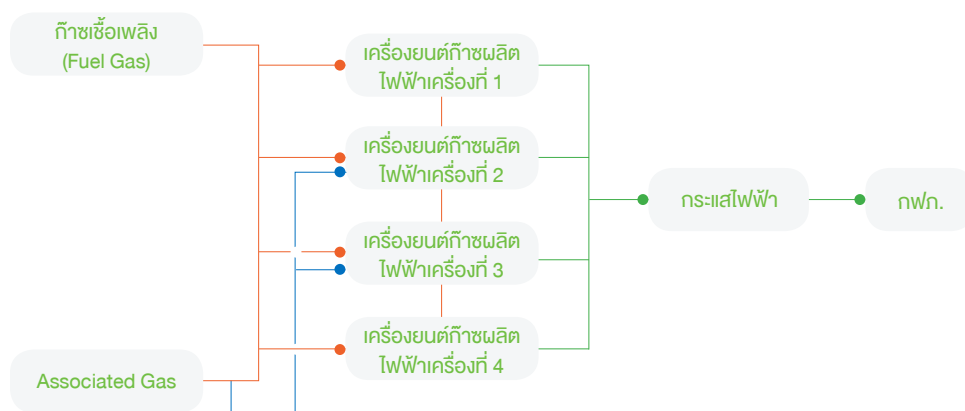 ก๊าซเชื้อเพลิง
(Fuel Gas)
เครื่องยนต์ก๊าซผลิต
ไฟฟ้าเครื่องที่ 1
เครื่องยนต์ก๊าซผลิต
ไฟฟ้าเครื่องที่ 2
เครื่องยนต์ก๊าซผลิต
ไฟฟ้าเครื่องที่ 3
เครื่องยนต์ก๊าซผลิต
ไฟฟ้าเครื่องที่ 4
กระแสไฟฟ้า
กฟภ.
Associated Gas